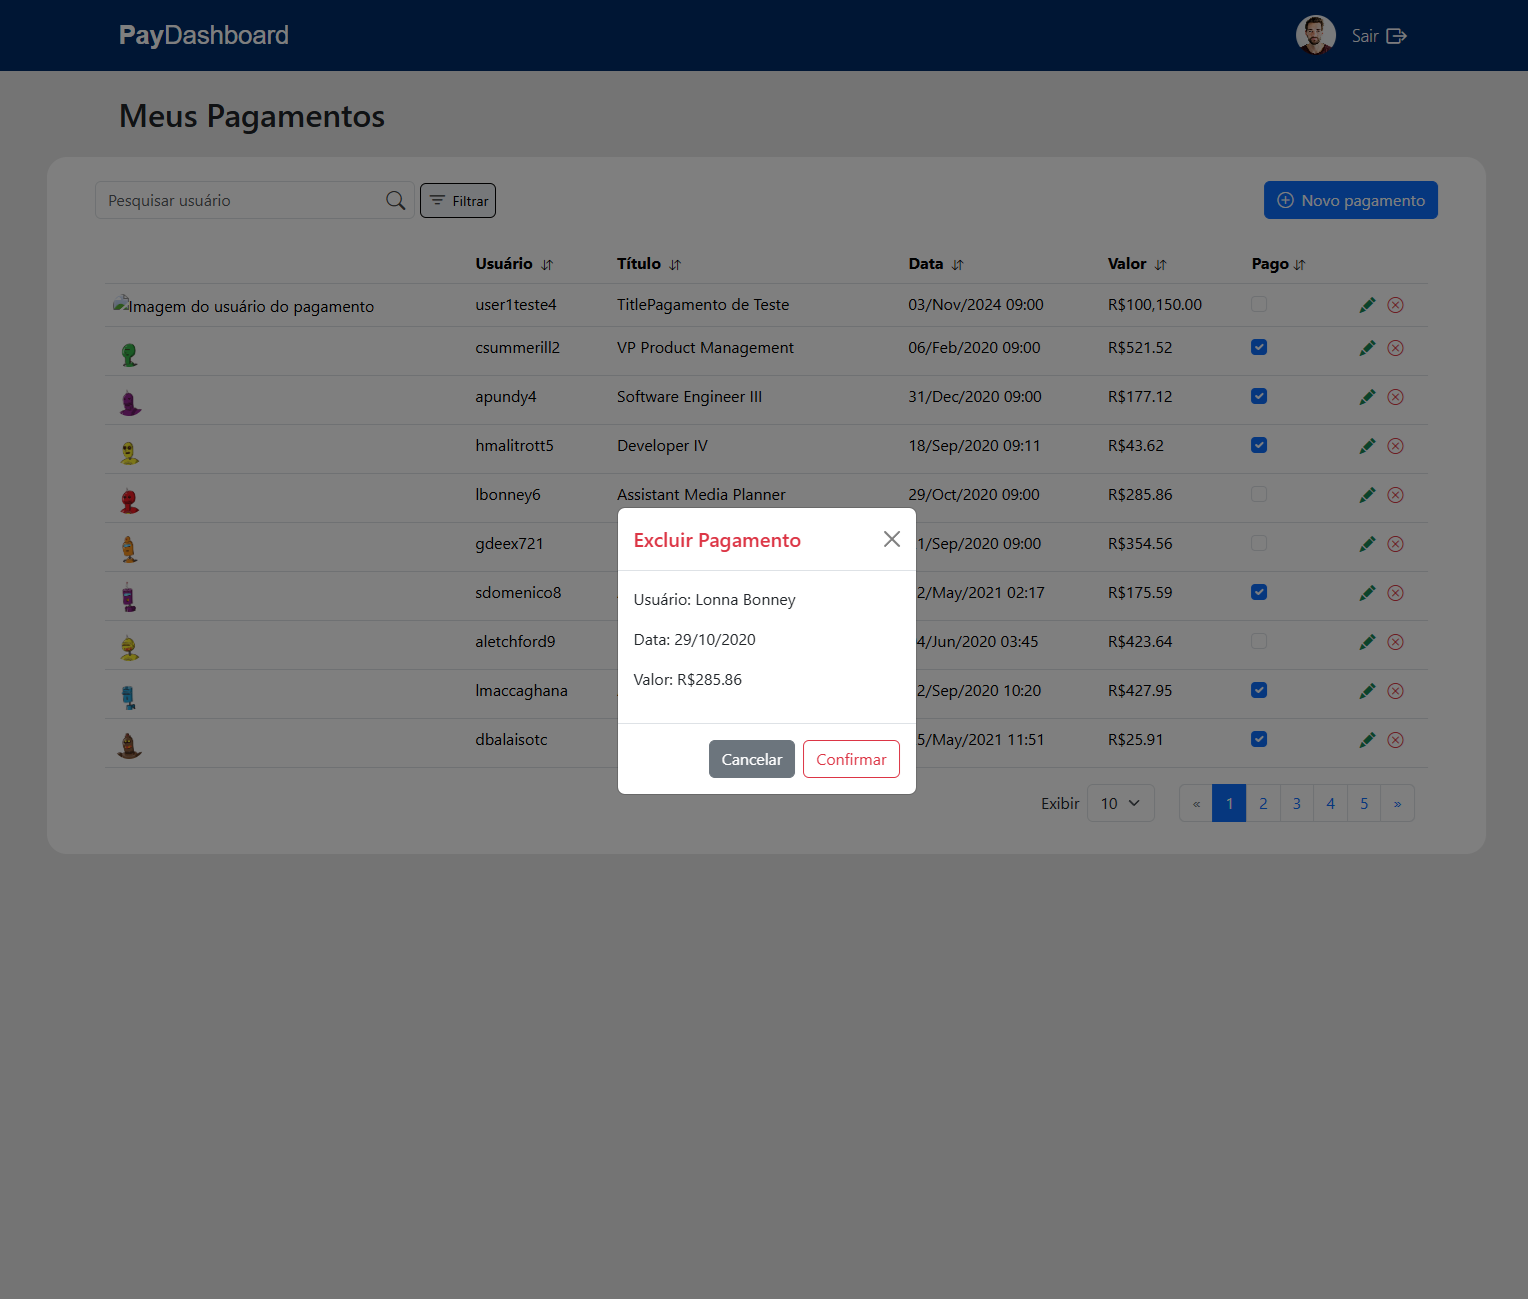 PayDashboard
Sair
Meus Pagamentos
Pesquisar usuário
Filtrar
Novo pagamento
Usuário Título Data Valor Pago
Imagem do usuário do pagamento user1teste4 TitlePagamento de Teste 03/Nov/2024 09:00 R$100,150.00
csummerill2 VP Product Management 06/Feb/2020 09:00 R$521.52
apundy4 Software Engineer III 31/Dec/2020 09:00 R$177.12
hmalitrott5 Developer IV 18/Sep/2020 09:11 R$43.62
lbonney6 Assistant Media Planner 29/Oct/2020 09:00 R$285.86
gdeex721 1/Sep/2020 09:00 R$354.56
sdomenico8 2/May/2021 02:17 R$175.59
aletchford9 4/Jun/2020 03:45 R$423.64
lmaccaghana 2/Sep/2020 10:20 R$427.95
dbalaisotc 5/May/2021 11:51 R$25.91
Excluir Pagamento
Usuário: Lonna Bonney
Data: 29/10/2020
Valor: R$285.86
Cancelar Confirmar
Exibir 10 « 1 2 3 4 5 »